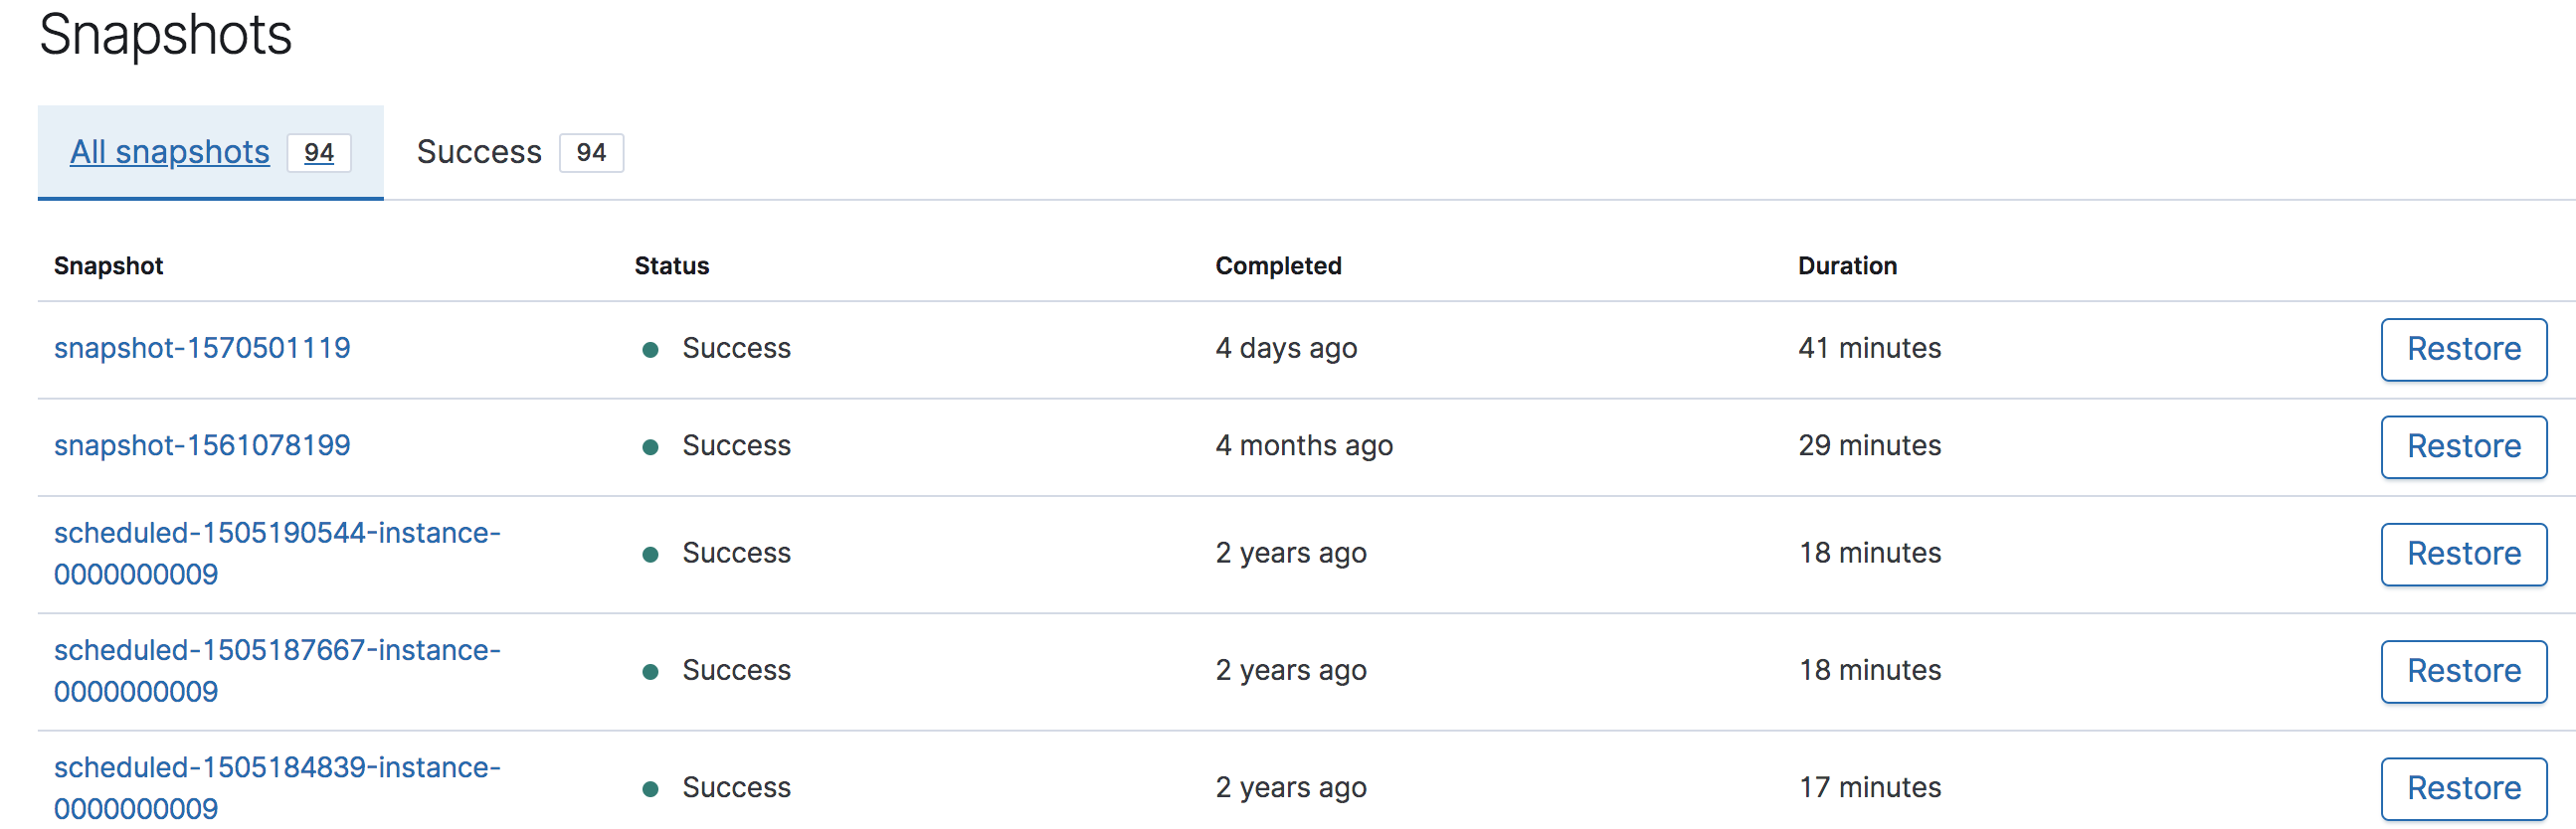 Snapshots
All snapshots 94 Success 94
Snapshot Status Completed Duration
snapshot-1570501119 Success 4 days ago 41 minutes Restore
snapshot-1561078199 Success 4 months ago 29 minutes Restore
scheduled-1505190544-instance-
0000000009 Success 2 years ago 18 minutes Restore
scheduled-1505187667-instance-
0000000009 Success 2 years ago 18 minutes Restore
scheduled-1505184839-instance-
0000000009 Success 2 years ago 17 minutes Restore